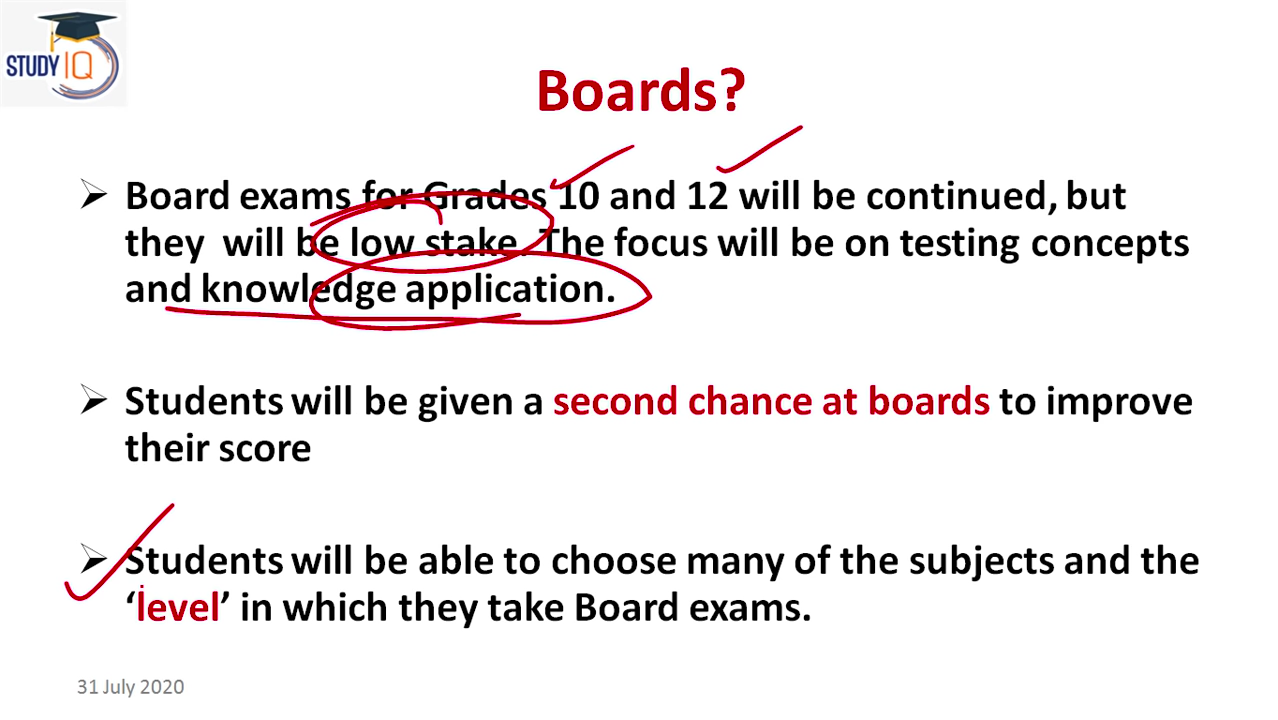 STUDY IQ
Boards?
Board exams for Grades 10 and 12 will be continued, but
they will be low stake. The focus will be on testing concepts
and knowledge application.
Students will be given a second chance at boards to improve
their score
Students will be able to choose many of the subjects and the
‘level’ in which they take Board exams.
31 July 2020